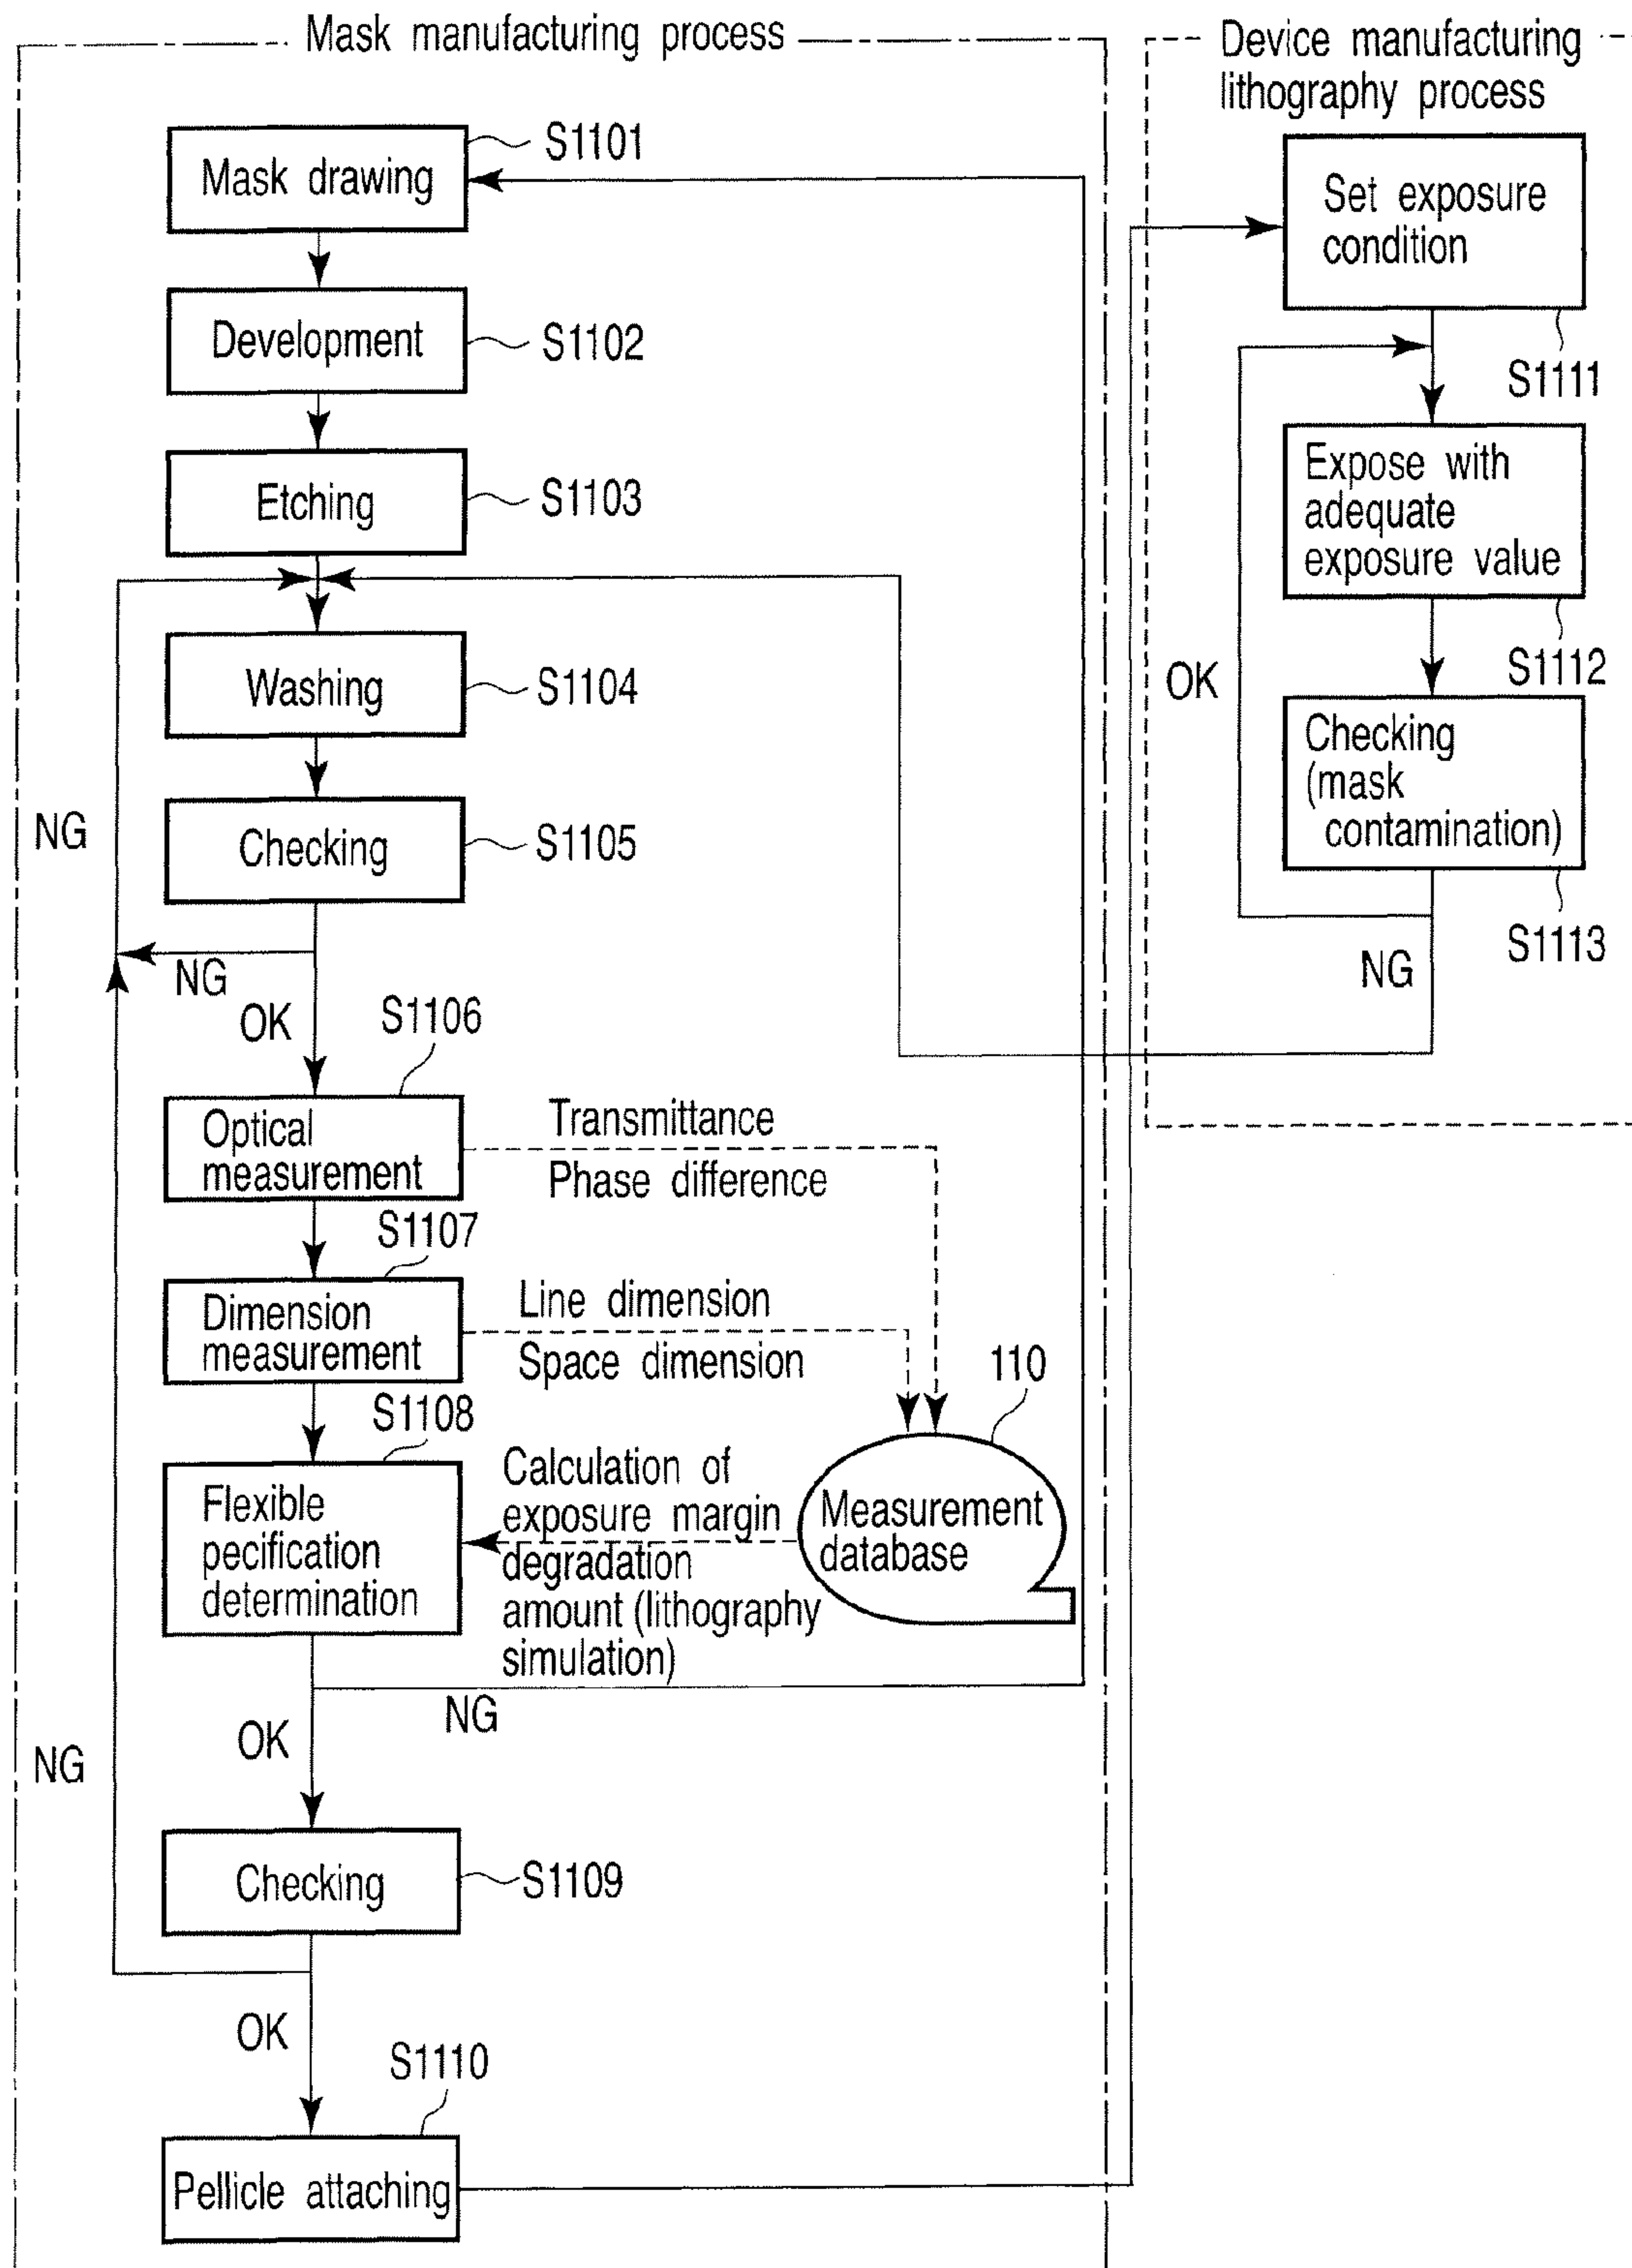 Mask manufacturing process
S1101
Mask drawing
Development
S1102
Etching
S1103
Washing
S1104
NG
Checking
S1105
NG
OK
S1106
Optical
measurement
Transmittance
Phase difference
S1107
Dimension
measurement
Line dimension
Space dimension
110
S1108
Flexible
pecification
determination
Calculation of
exposure margin
degradation
amount (lithography
simulation)
Measurement
database
NG
OK
NG
Checking
S1109
OK
S1110
Pellicle attaching
Device manufacturing
lithography process
Set exposure
condition
S1111
Expose with
adequate
exposure value
S1112
OK
Checking
(mask
contamination)
S1113
NG